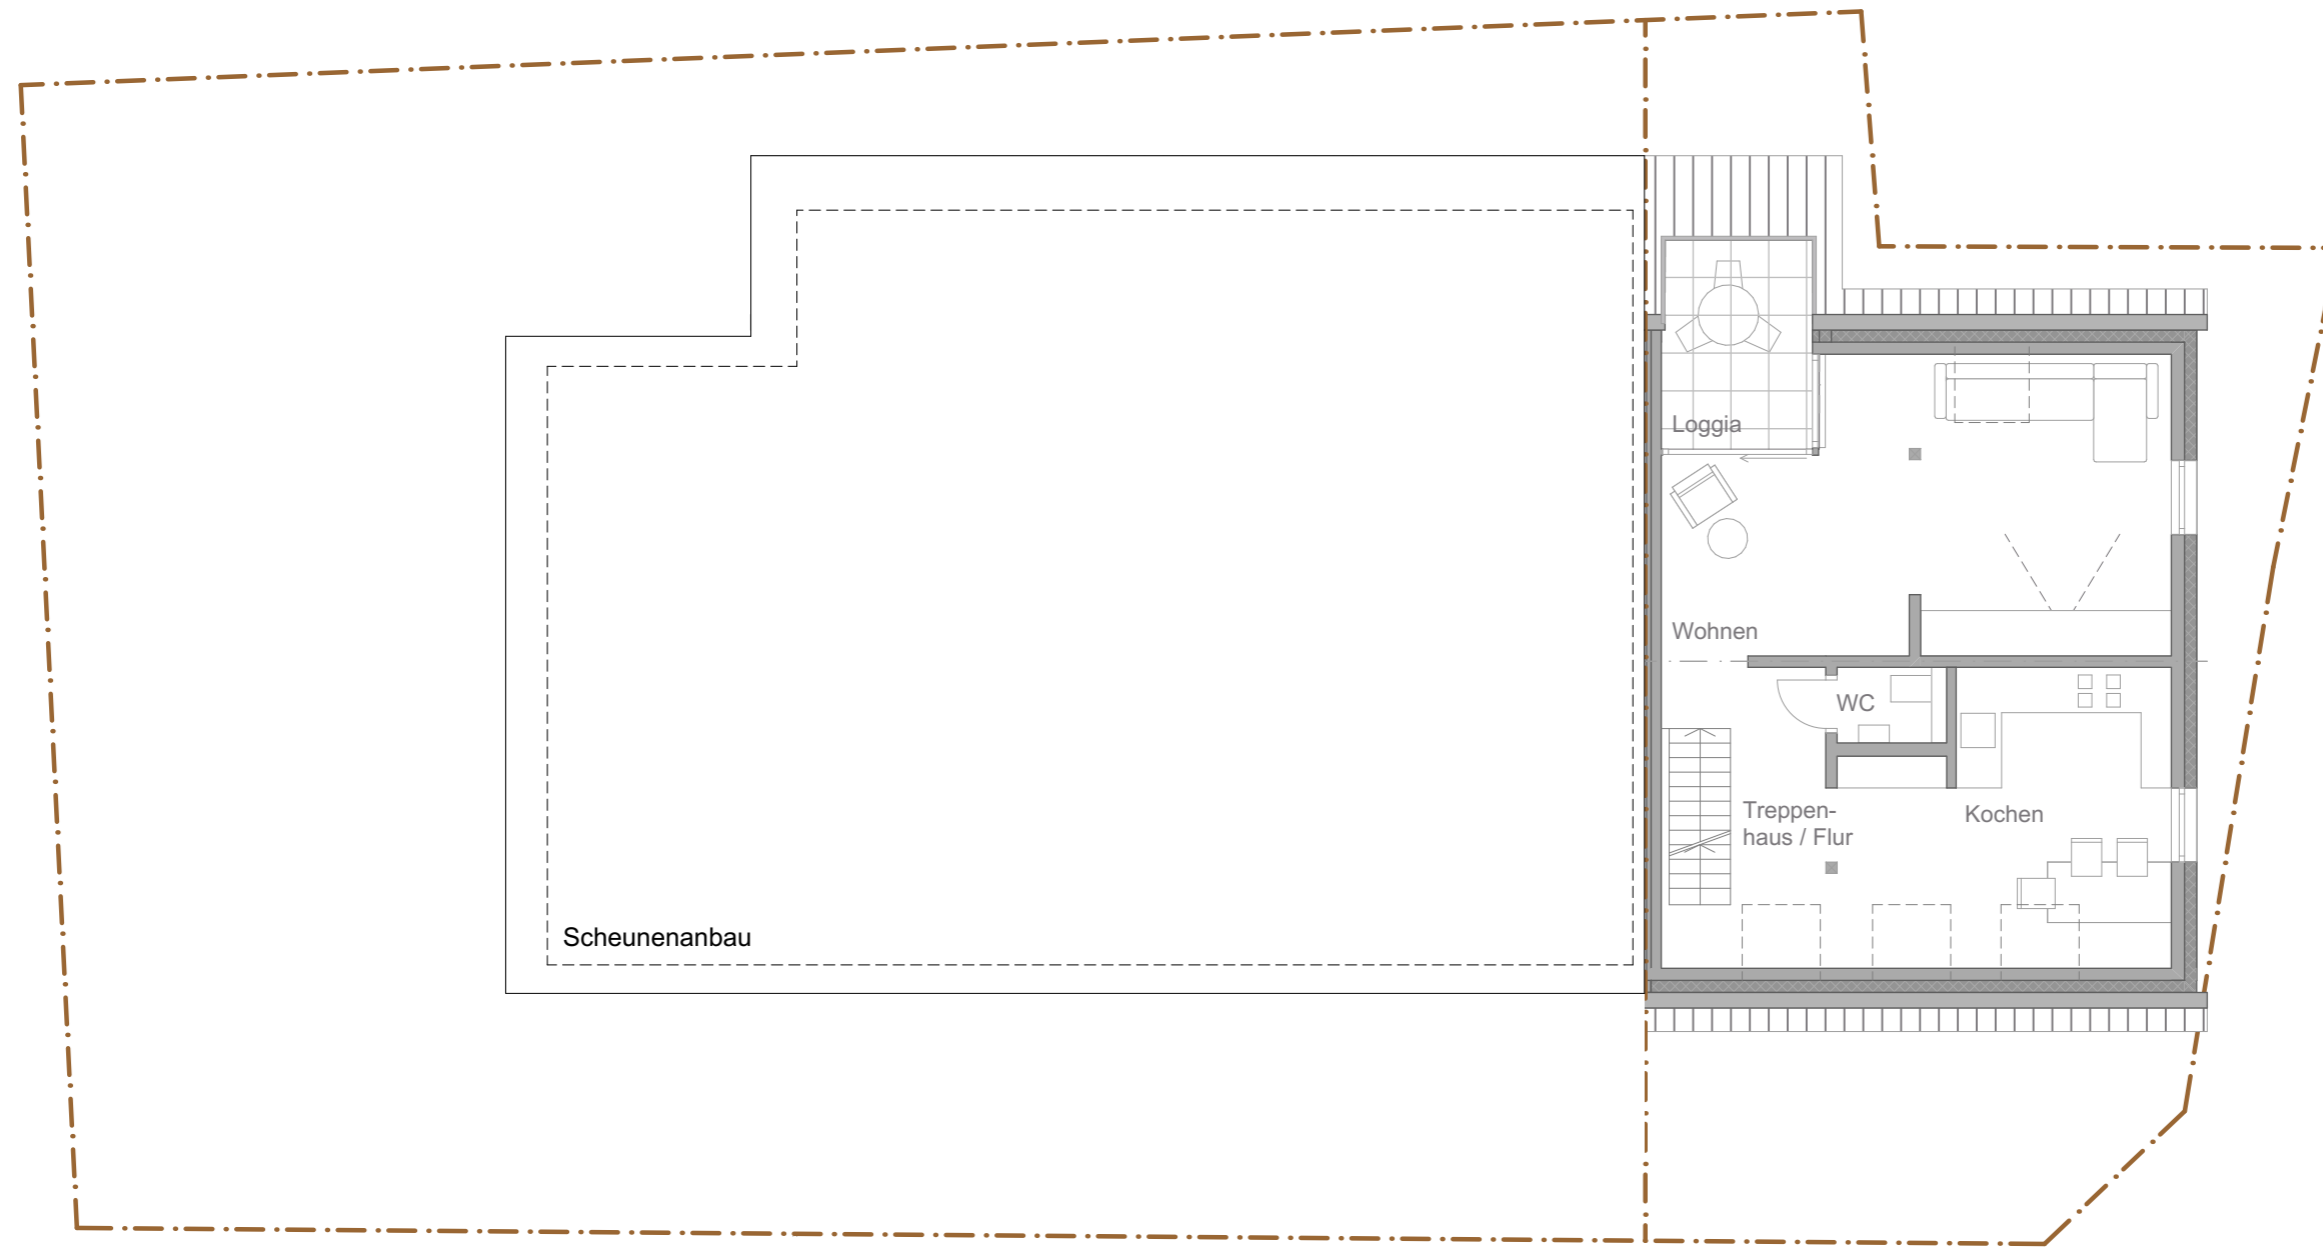 Loggia
Wohnen
WC
Treppen-
haus / Flur
Kochen
Scheunenanbau